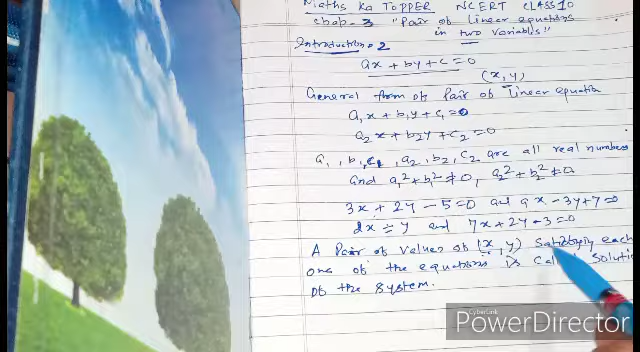 Maths Ka TOPPER NCERT CLASS 10
Chap-3 "Pair of Linear equations
in two variables"
Introduction = 2
ax + by + c = 0
(x, y)
General form of Pair of Linear equation
a₁x + b₁y + c₁ = 0
a₂x + b₂y + c₂ = 0
a₁, b₁, c₁, a₂, b₂, c₂ are all real numbers
and a₁² + b₁² ≠ 0, a₂² + b₂² ≠ 0
3x + 2y - 5 = 0 and 9x - 3y + 7 = 0
2x = y and 7x + 2y - 3 = 0
A Pair of values of (x, y) Satisfying each
one of the equations is Solutio
of the System.
CyberLink
PowerDirector